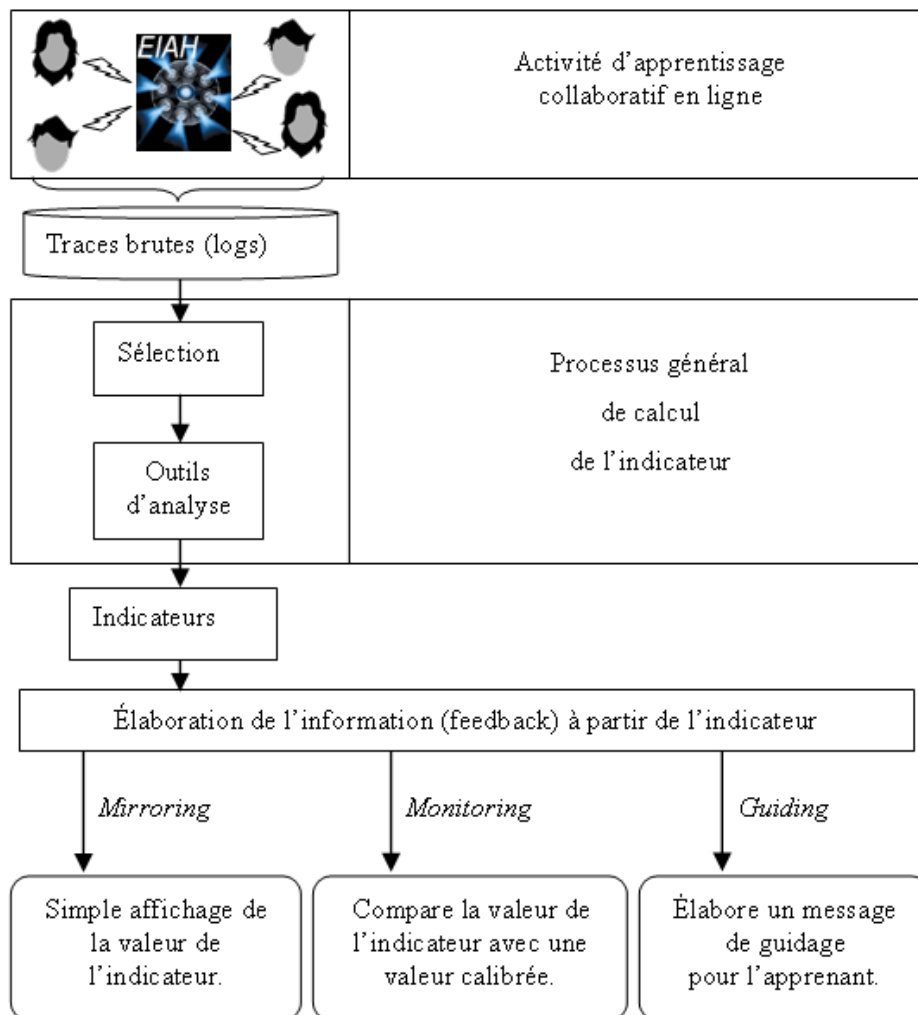 EIAH
Activité d'apprentissage
collaboratif en ligne
Traces brutes (logs)
Sélection
Outils
d'analyse
Processus général
de calcul
de l'indicateur
Indicateurs
Élaboration de l'information (feedback) à partir de l'indicateur
Mirroring
Monitoring
Guiding
Simple affichage de
la valeur de
l'indicateur.
Compare la valeur de
l'indicateur avec une
valeur calibrée.
Élabore un message
de guidage
pour l'apprenant.